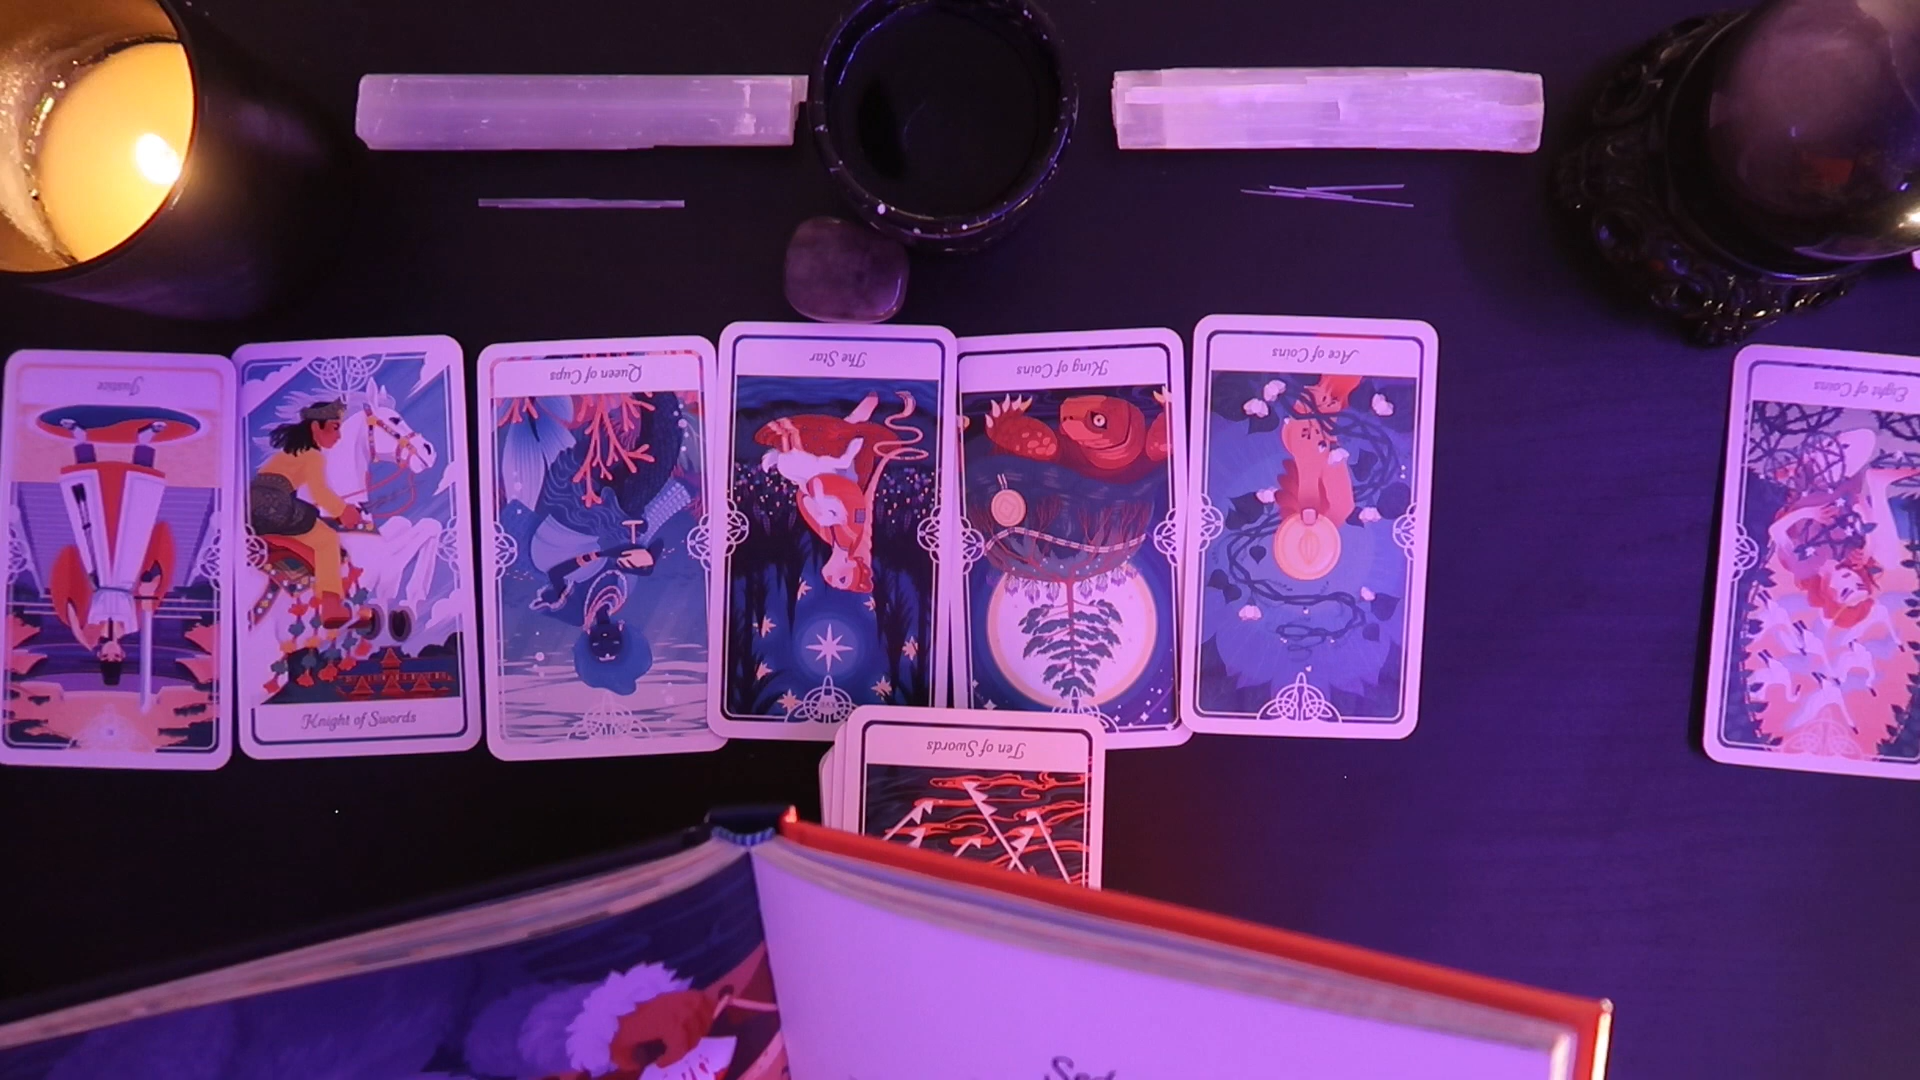 Justice
Knight of Swords
Queen of Cups
The Star
King of Coins
Ace of Coins
Eight of Coins
Ten of Swords